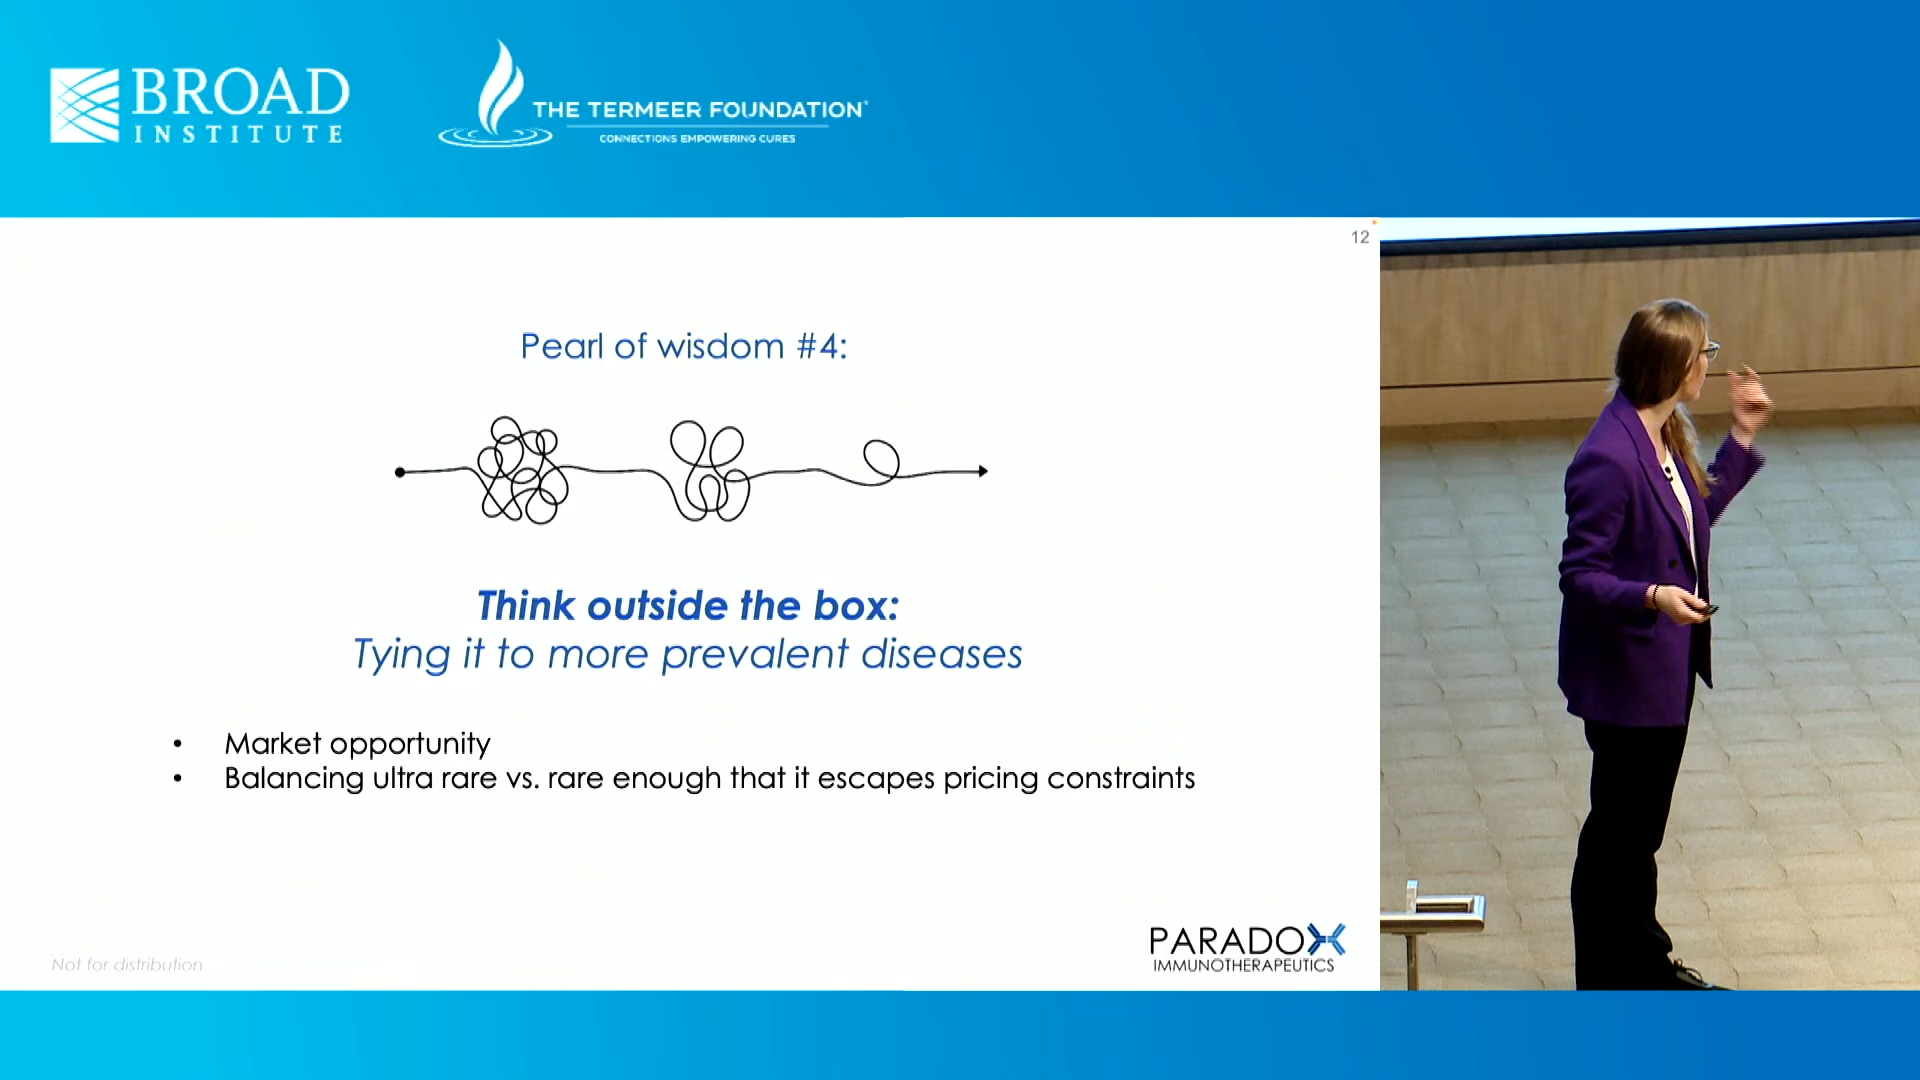 BROAD
INSTITUTE
THE TERMEER FOUNDATION
CONNECTIONS EMPOWERING CURES
12
Pearl of wisdom #4:
Think outside the box:
Tying it to more prevalent diseases
• Market opportunity
• Balancing ultra rare vs. rare enough that it escapes pricing constraints
Not for distribution
PARADOX
IMMUNOTHERAPEUTICS